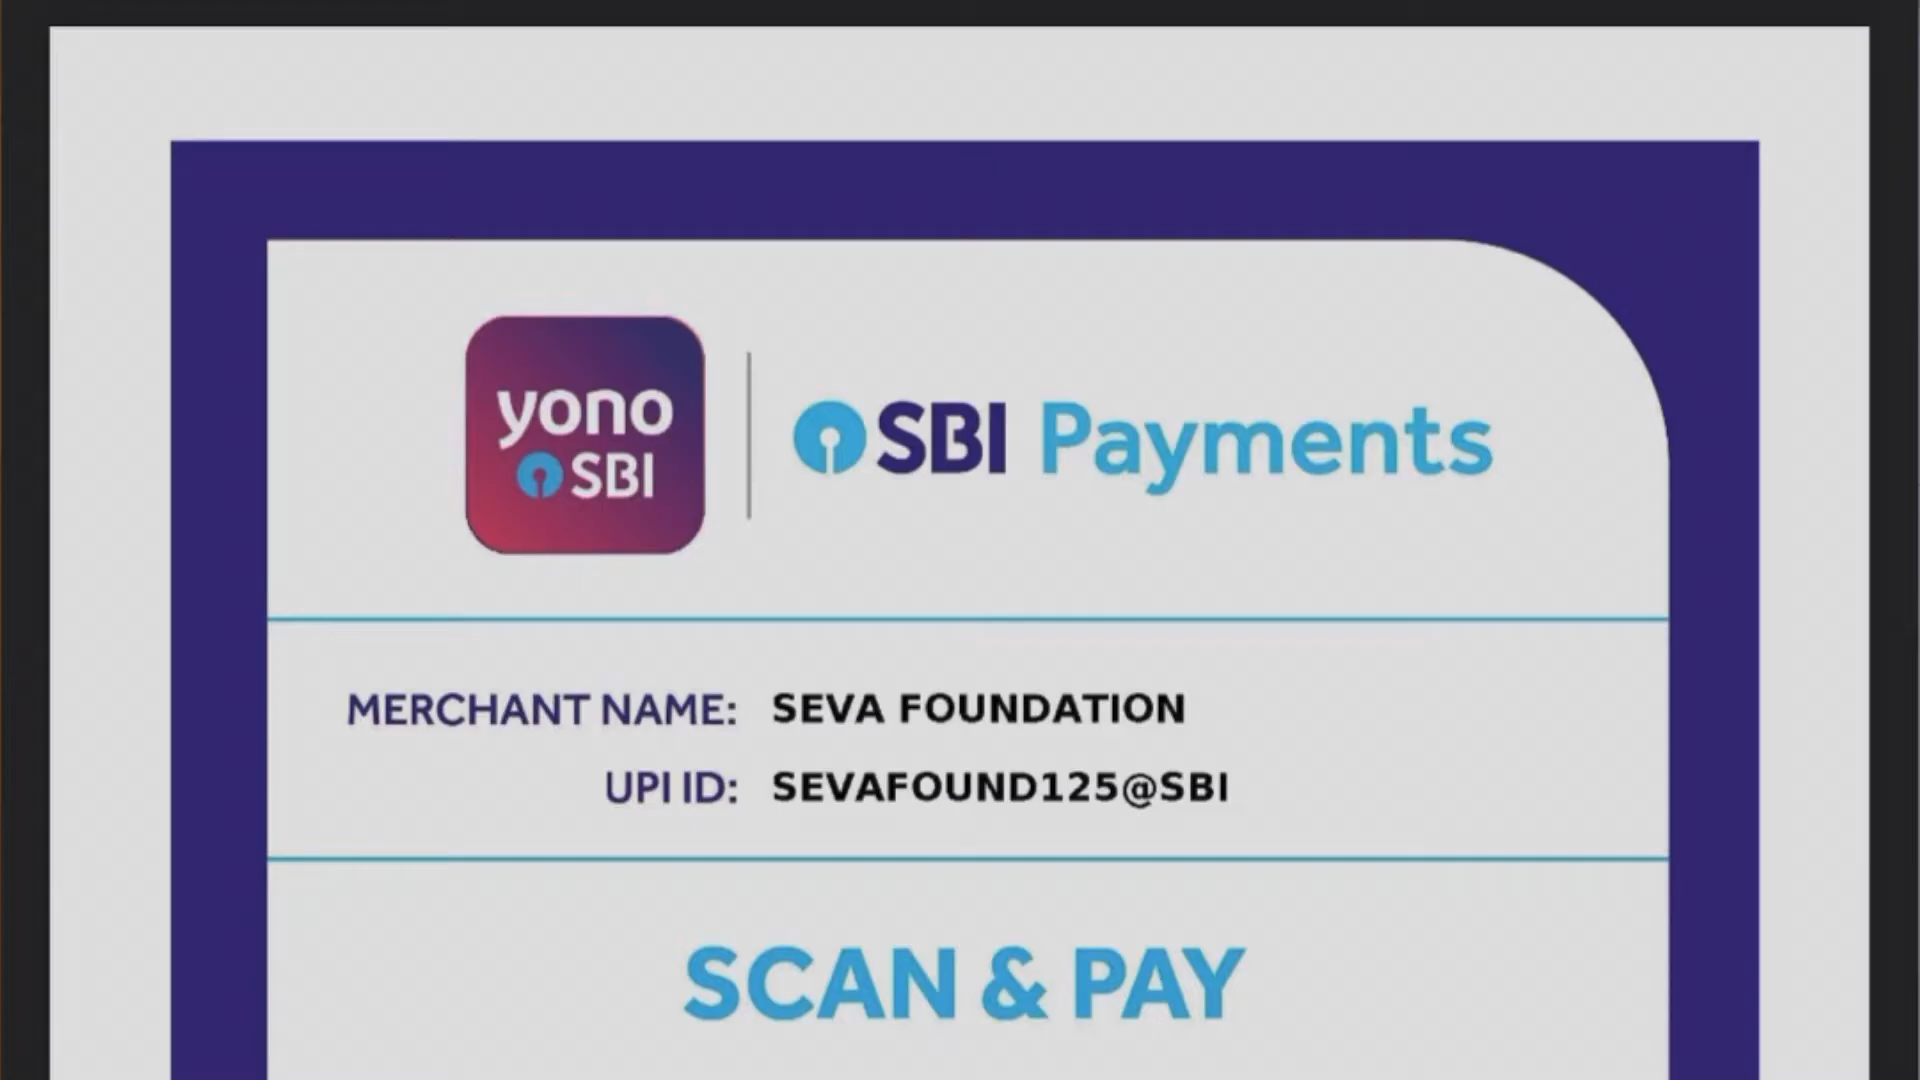 yono
SBI
SBI Payments
MERCHANT NAME: SEVA FOUNDATION
UPI ID: SEVAFOUND125@SBI
SCAN & PAY